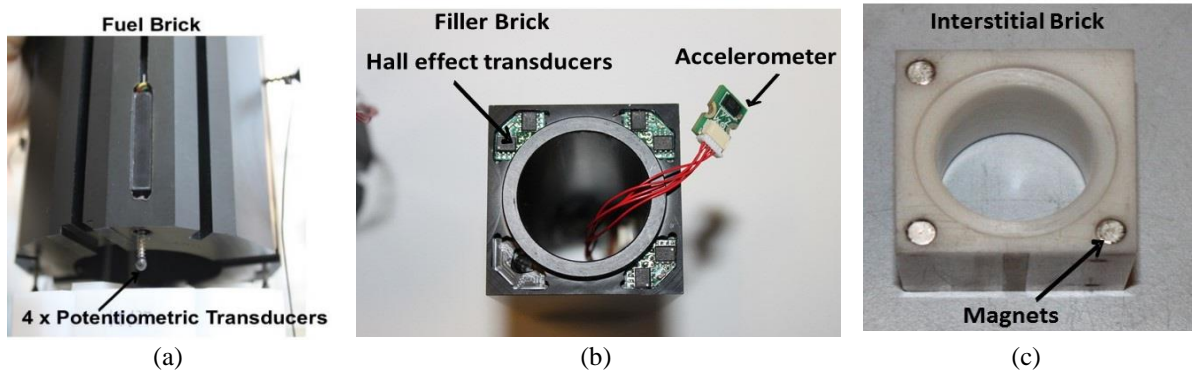 Fuel Brick
4 x Potentiometric Transducers
(a)
Filler Brick
Hall effect transducers
Accelerometer
(b)
Interstitial Brick
Magnets
(c)